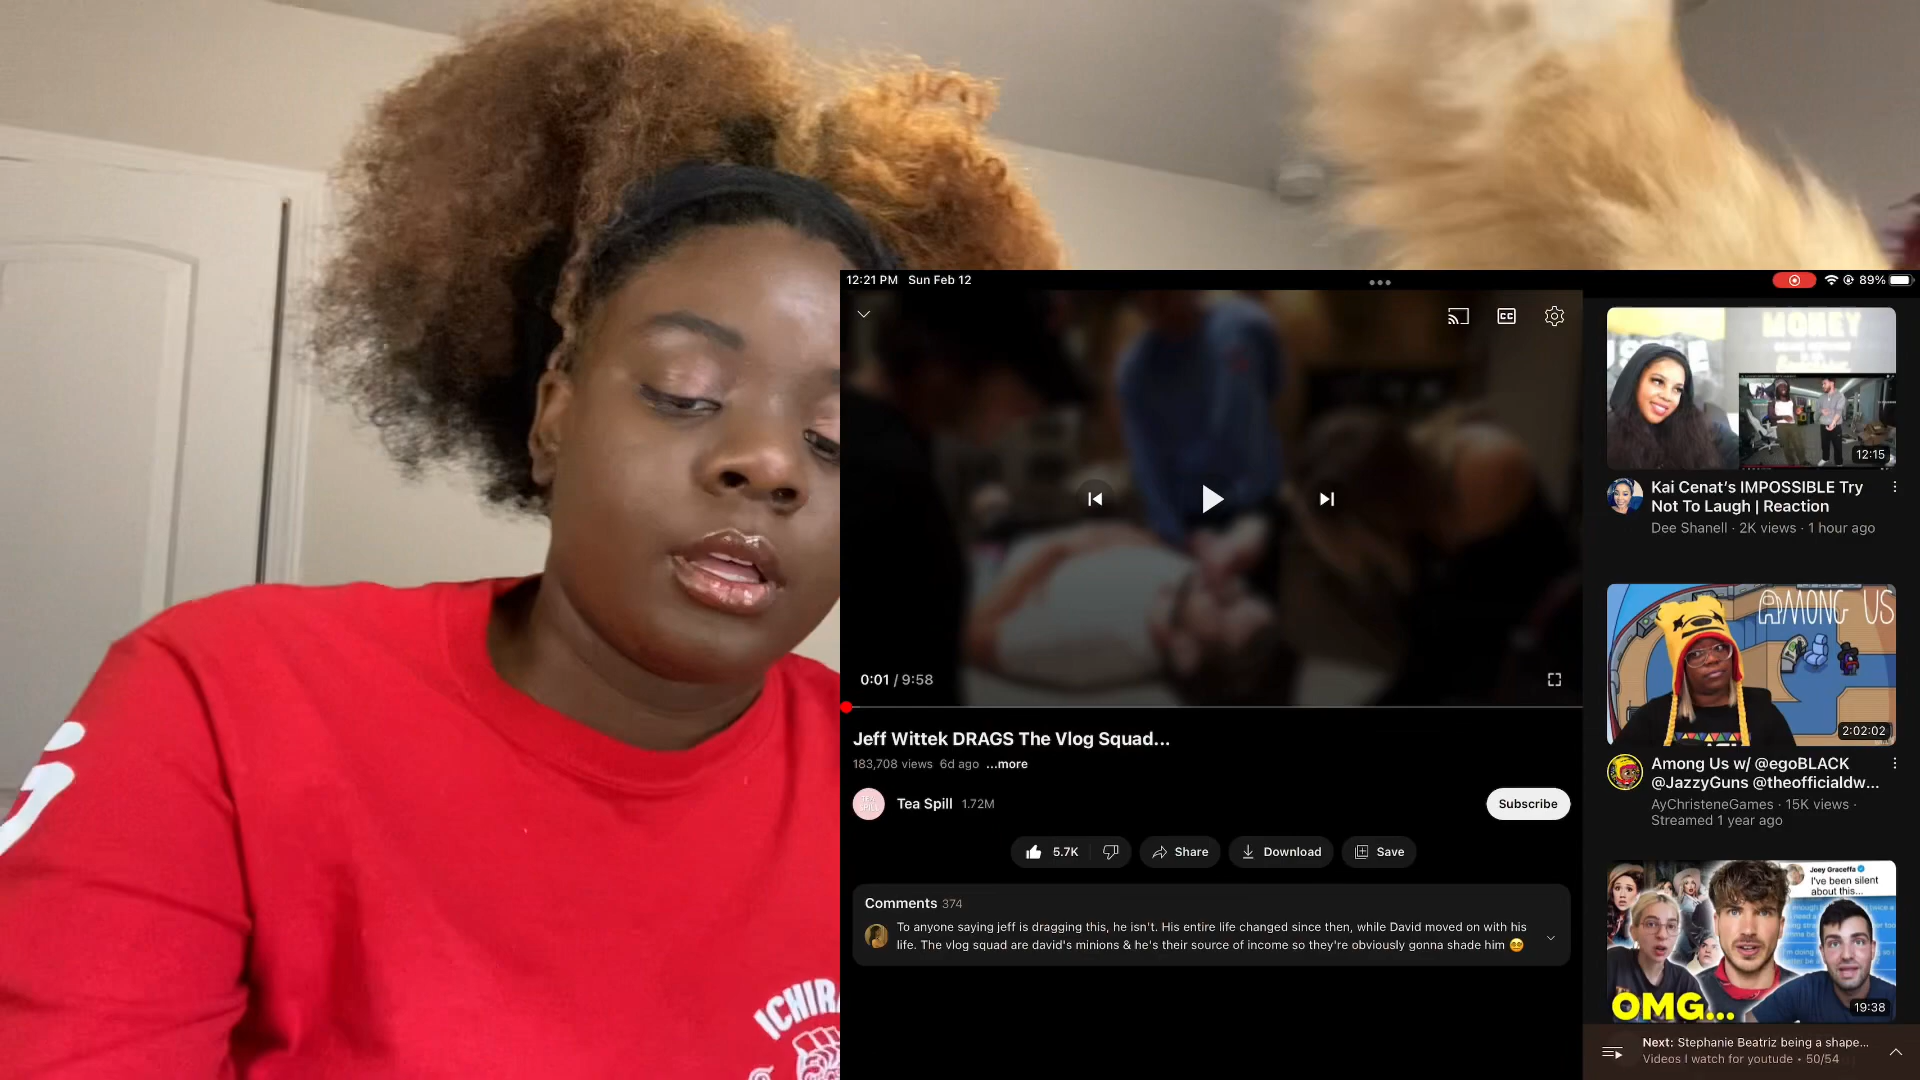 12:21 PM Sun Feb 12
89%
CC
0:01 / 9:58
Jeff Wittek DRAGS The Vlog Squad...
183,708 views 6d ago ...more
Tea Spill 1.72M
Subscribe
5.7K
Share
Download
Save
Comments 374
To anyone saying jeff is dragging this, he isn't. His entire life changed since then, while David moved on with his
life. The vlog squad are david's minions & he's their source of income so they're obviously gonna shade him
ICHIRA
MONEY
12:15
Kai Cenat's IMPOSSIBLE Try
Not To Laugh | Reaction
Dee Shanell · 2K views · 1 hour ago
AMONG US
2:02:02
Among Us w/ @egoBLACK
@JazzyGuns @theofficialdw...
AyChristeneGames · 15K views ·
Streamed 1 year ago
Joey Graceffa
I've been silent
about this...
OMG...
19:38
Next: Stephanie Beatriz being a shape...
Videos I watch for youtude • 50/54